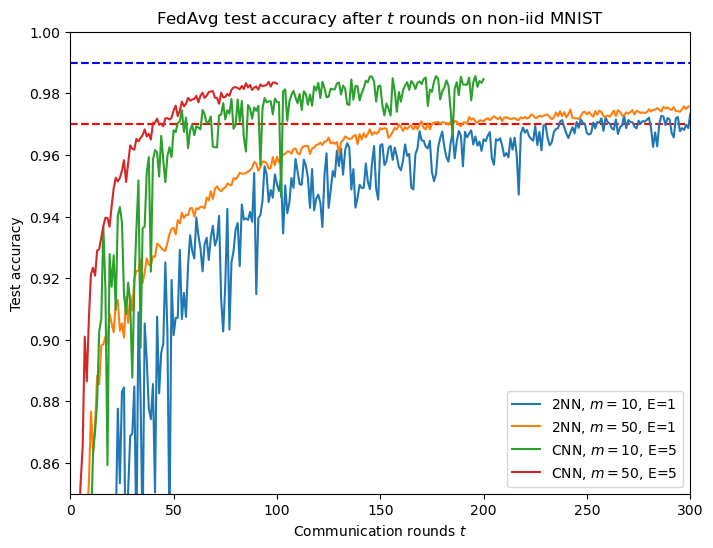 FedAvg test accuracy after t rounds on non-iid MNIST
1.00
0.98
0.96
0.94
0.92
0.90
0.88
0.86
Test accuracy
2NN, m = 10, E=1
2NN, m = 50, E=1
CNN, m = 10, E=5
CNN, m = 50, E=5
0 50 100 150 200 250 300
Communication rounds t